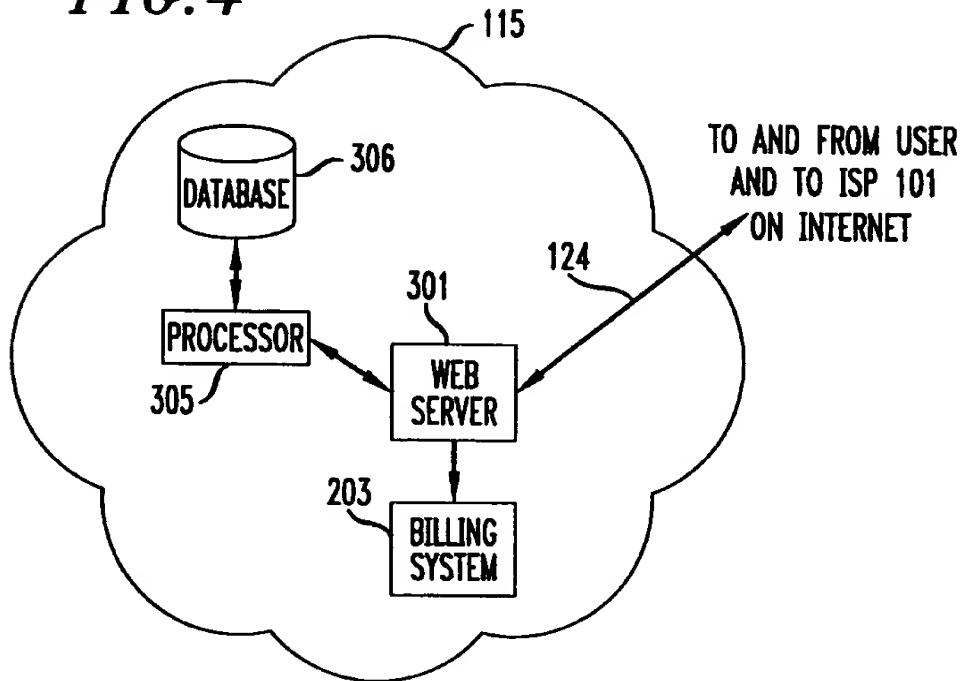 FIG. 4
115
306
DATABASE
TO AND FROM USER
AND TO ISP 101
ON INTERNET
124
301
PROCESSOR
305
WEB
SERVER
203
BILLING
SYSTEM